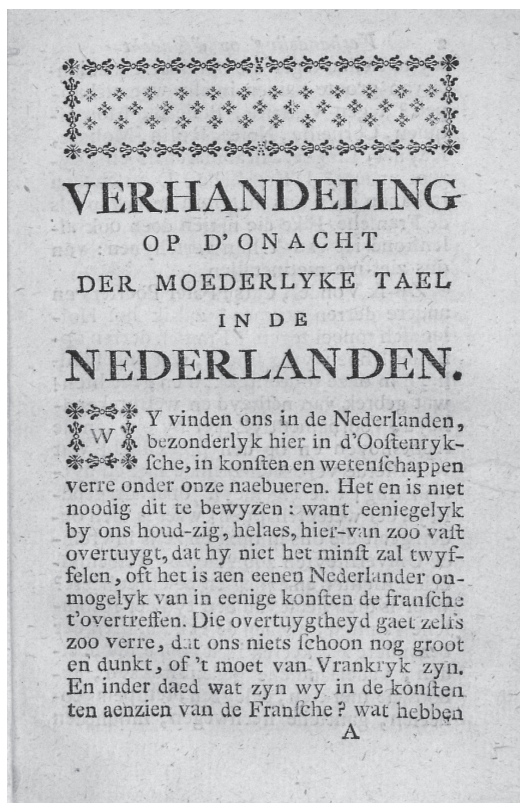 VERHANDELING
OP D'ONACHT
DER MOEDERLYKE TAEL
IN DE
NEDERLANDEN.
WY vinden ons in de Nederlanden,
bezonderlyk hier in d'Oostenryk-
sche, in konsten en wetenschappen
verre onder onze naebueren. Het en is niet
noodig dit te bewyzen: want eeniegelyk
by ons houd-zig, helaes, hier-van zoo vast
overtuygt, dat hy niet het minst zal twyf-
felen, oft het is aen eenen Nederlander on-
mogelyk van in eenige konsten de fransche
t'overtreffen. Die overtuygtheyd gaet zelfs
zoo verre, dat ons niets schoon nog groot
en dunkt, of 't moet van Vrankryk zyn.
En inder daed wat zyn wy in de konsten
ten aenzien van de Fransche? wat hebben
A